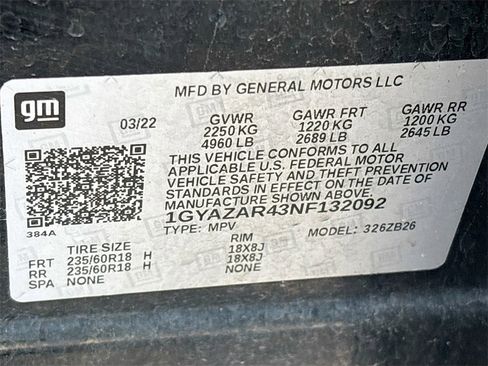 gm
MFD BY GENERAL MOTORS LLC
03/22 GVWR GAWR FRT GAWR RR
2250 KG 1220 KG 1200 KG
4960 LB 2689 LB 2645 LB
THIS VEHICLE CONFORMS TO ALL
APPLICABLE U.S. FEDERAL MOTOR
VEHICLE SAFETY AND THEFT PREVENTION
STANDARDS IN EFFECT ON THE DATE OF
MANUFACTURE SHOWN ABOVE.
384A 1GYAZAR43NF132092
TYPE: MPV MODEL: 326ZB26
TIRE SIZE RIM
FRT 235/60R18 H 18X8J
RR 235/60R18 H 18X8J
SPA NONE NONE